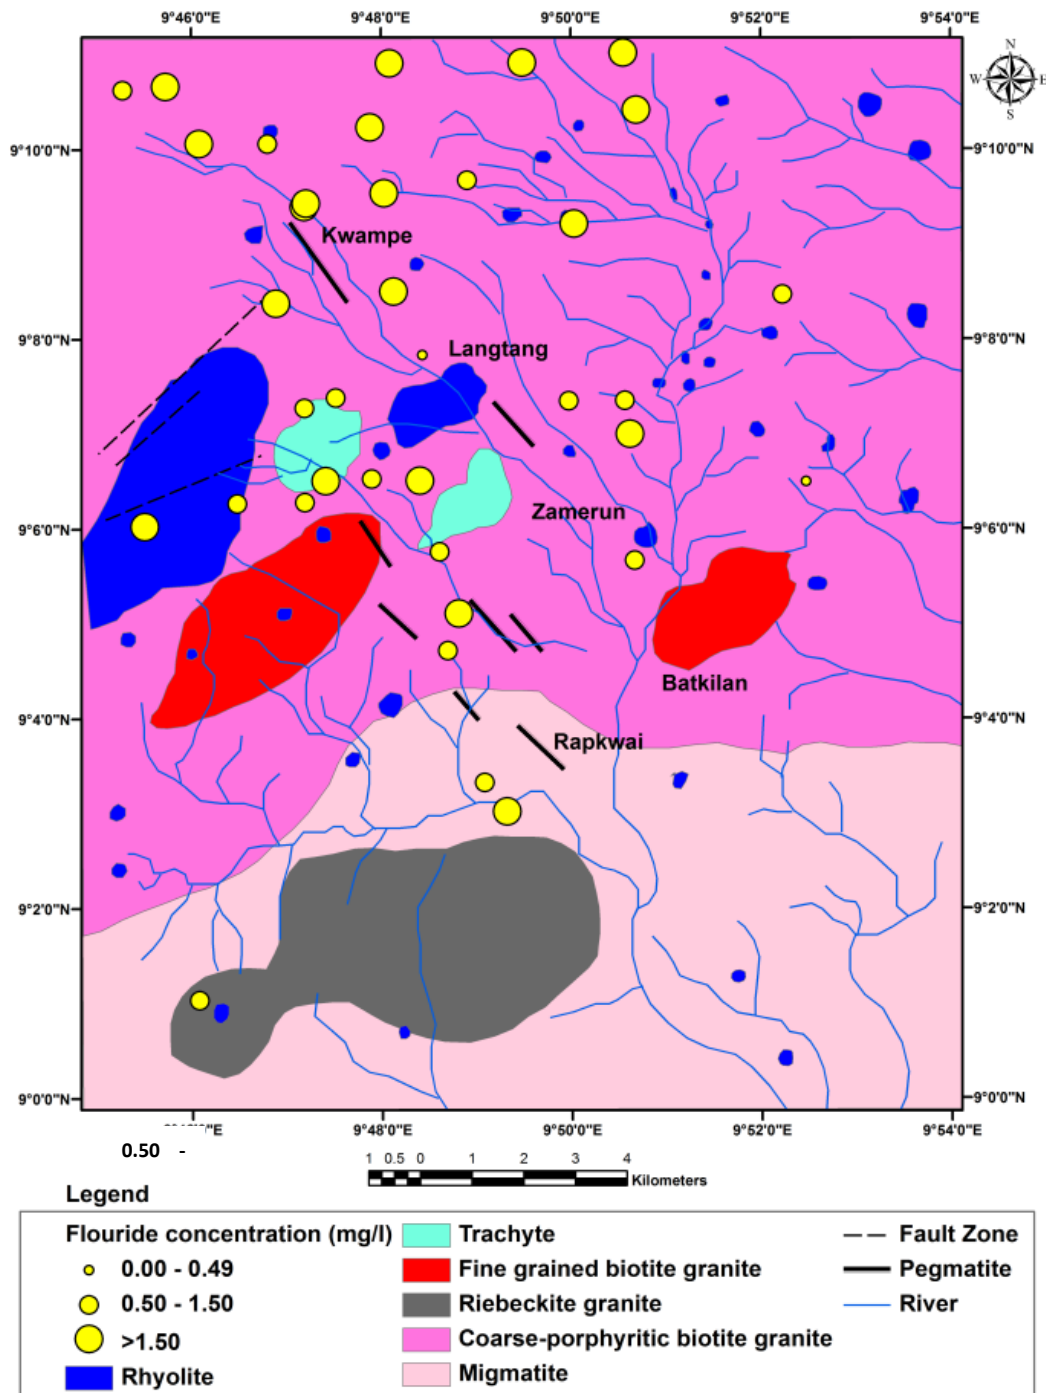 9°46'0"E 9°48'0"E 9°50'0"E 9°52'0"E 9°54'0"E
N
W E
S
9°10'0"N 9°10'0"N
Kwampe
9°8'0"N 9°8'0"N
Langtang
Zamerun
9°6'0"N 9°6'0"N
Batkilan
9°4'0"N 9°4'0"N
Rapkwai
9°2'0"N 9°2'0"N
9°0'0"N 9°0'0"N
9°48'0"E 9°50'0"E 9°52'0"E 9°54'0"E
0.50 -
1 0.5 0 1 2 3 4
Kilometers
Legend
Flouride concentration (mg/l) Trachyte Fault Zone
0.00 - 0.49 Fine grained biotite granite Pegmatite
0.50 - 1.50 Riebeckite granite River
>1.50 Coarse-porphyritic biotite granite
Rhyolite Migmatite